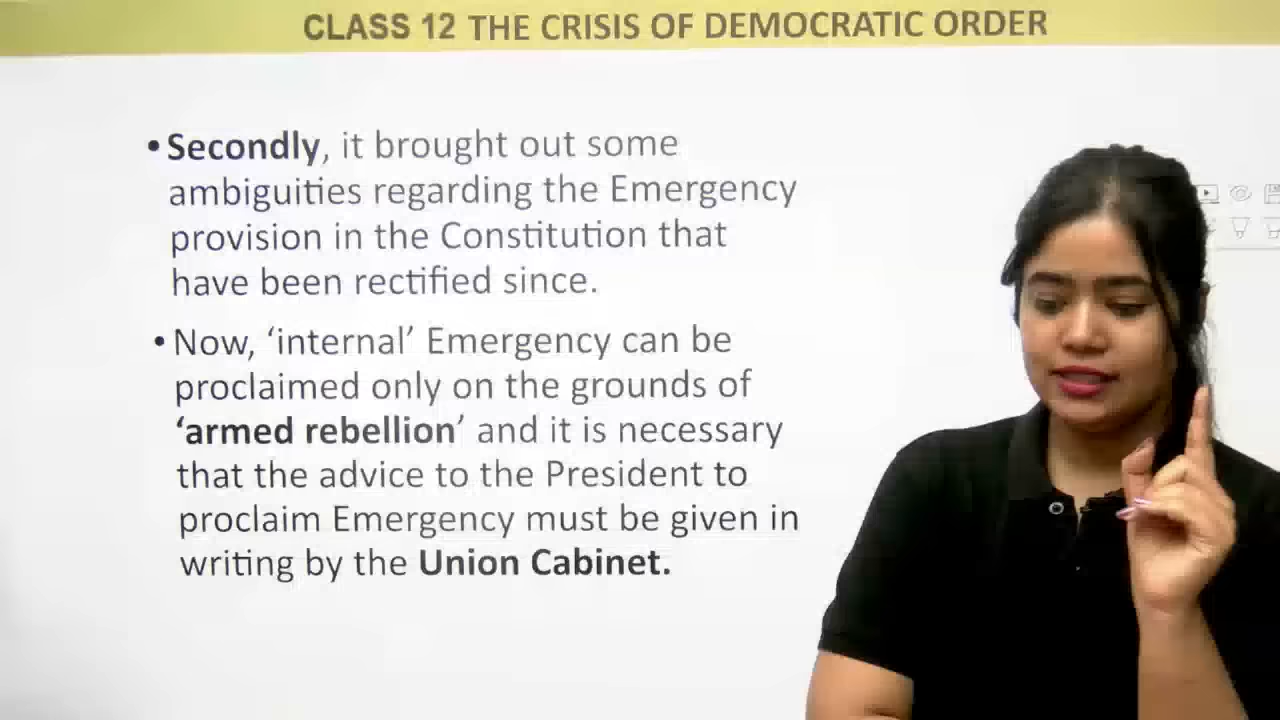 CLASS 12 THE CRISIS OF DEMOCRATIC ORDER
• Secondly, it brought out some
ambiguities regarding the Emergency
provision in the Constitution that
have been rectified since.
• Now, ‘internal’ Emergency can be
proclaimed only on the grounds of
‘armed rebellion’ and it is necessary
that the advice to the President to
proclaim Emergency must be given in
writing by the Union Cabinet.